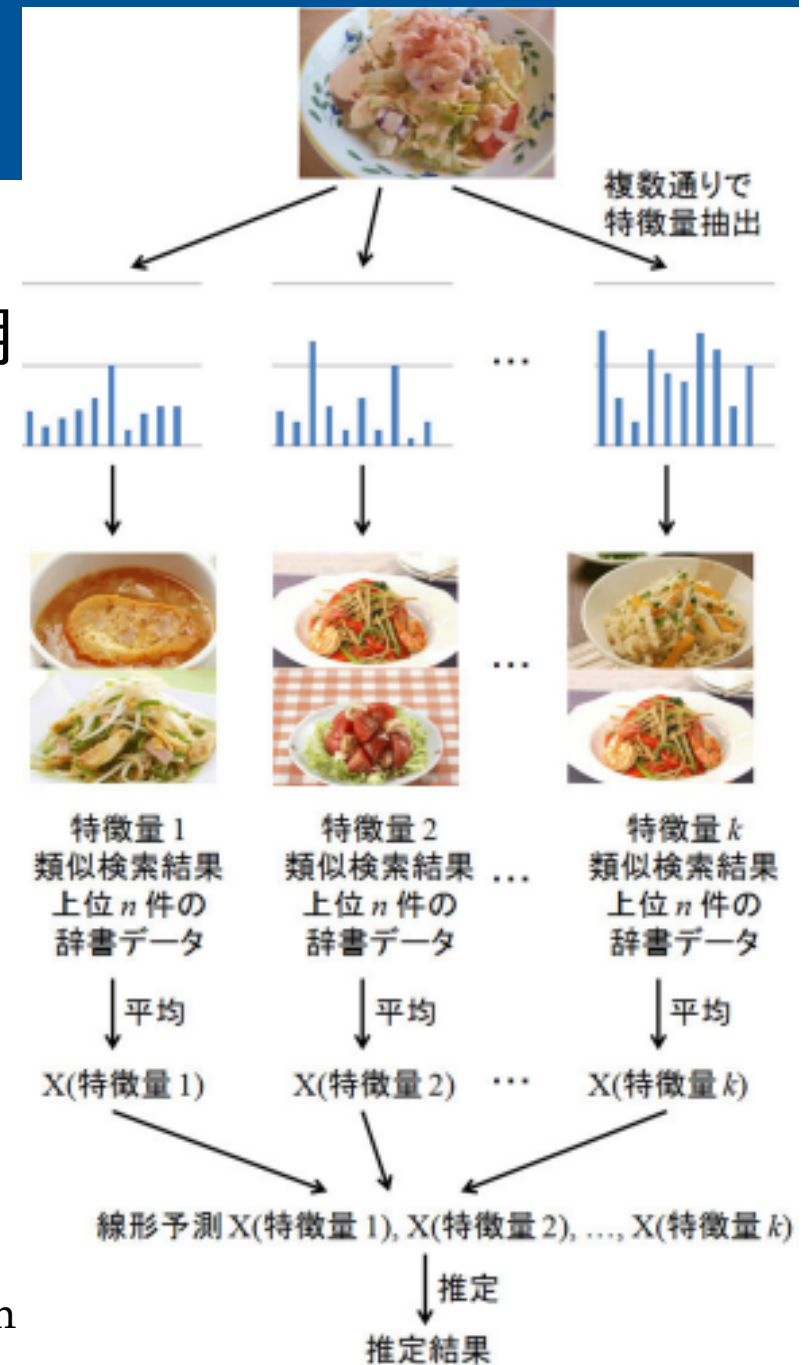 複数通りで
特徴量抽出
…
…
特徴量 1
類似検索結果
上位 n 件の
辞書データ
特徴量 2
類似検索結果
上位 n 件の
辞書データ
…
特徴量 k
類似検索結果
上位 n 件の
辞書データ
平均
平均
平均
X(特徴量 1)
X(特徴量 2)
…
X(特徴量 k)
線形予測 X(特徴量 1), X(特徴量 2), …, X(特徴量 k)
推定
推定結果
n